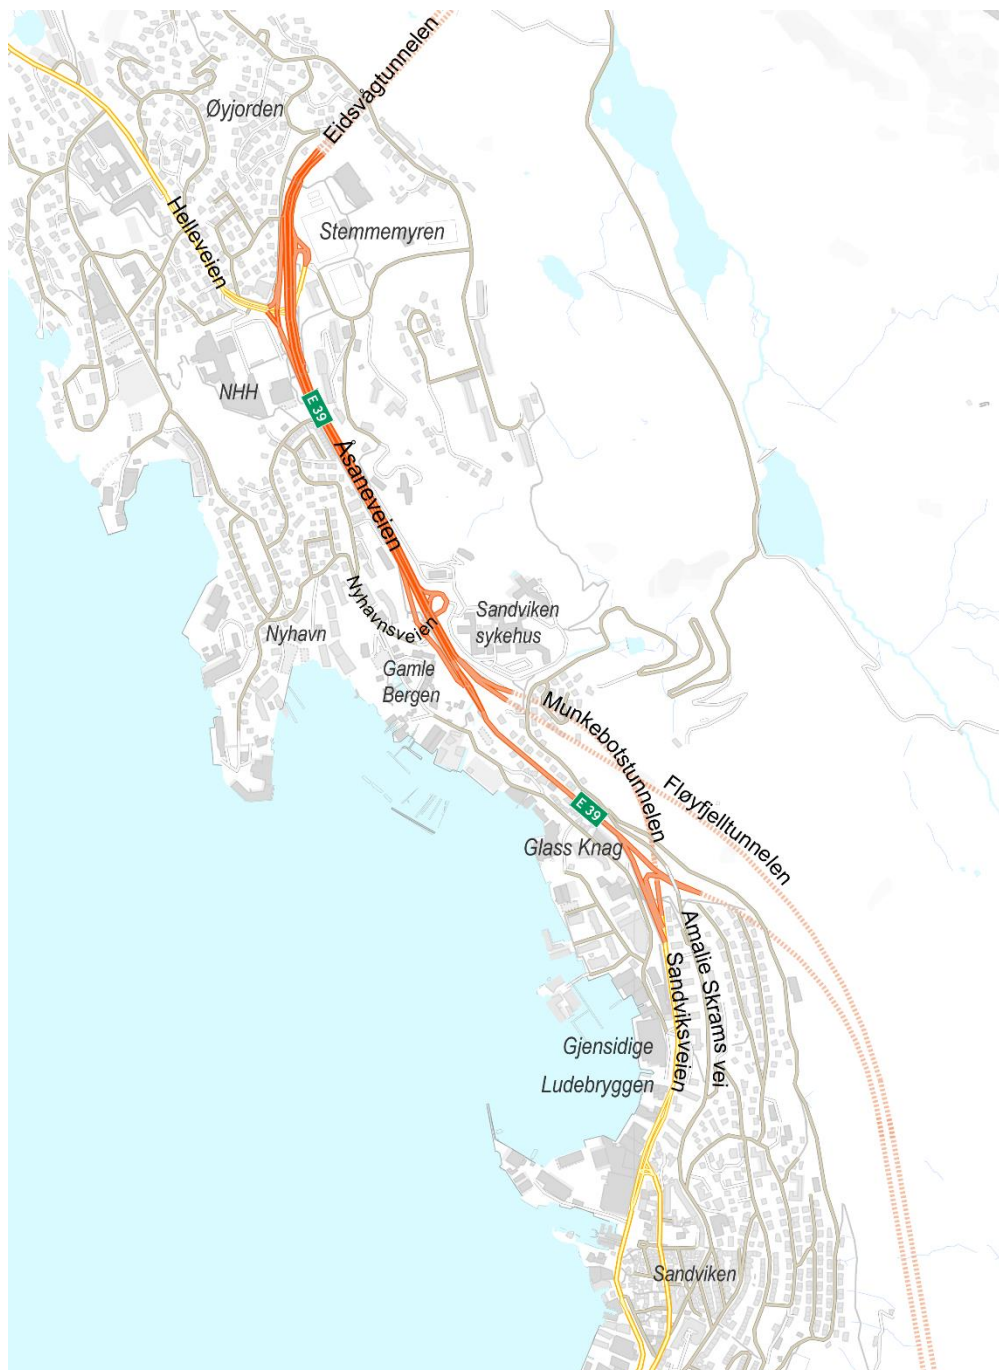 Eidsvågtunnelen
Øyjorden
Helleveien
Stemmemyren
NHH
E 39
Åsaneveien
Nyhavnsveien
Sandviken
sykehus
Nyhavn
Gamle
Bergen
Munkebotstunnelen
Fløyfjelltunnelen
E 39
Glass Knag
Amalie Skrams vei
Sandviksveien
Gjensidige
Ludebryggen
Sandviken